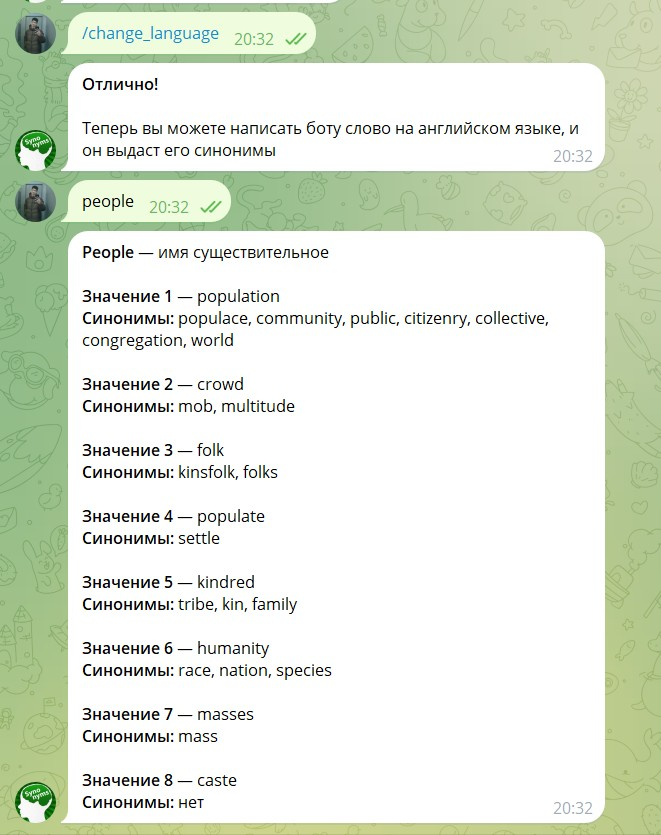 /change_language 20:32
Отлично!
Теперь вы можете написать боту слово на английском языке, и
он выдаст его синонимы
20:32
Syno
nyms
people 20:32
People — имя существительное
Значение 1 — population
Синонимы: populace, community, public, citizenry, collective,
congregation, world
Значение 2 — crowd
Синонимы: mob, multitude
Значение 3 — folk
Синонимы: kinsfolk, folks
Значение 4 — populate
Синонимы: settle
Значение 5 — kindred
Синонимы: tribe, kin, family
Значение 6 — humanity
Синонимы: race, nation, species
Значение 7 — masses
Синонимы: mass
Значение 8 — caste
Синонимы: нет
20:32
Syno
nyms